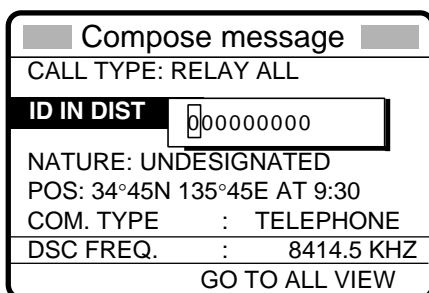 Compose message
CALL TYPE: RELAY ALL
ID IN DIST 000000000
NATURE: UNDESIGNATED
POS: 34°45N 135°45E AT 9:30
COM. TYPE : TELEPHONE
DSC FREQ. : 8414.5 KHZ
GO TO ALL VIEW